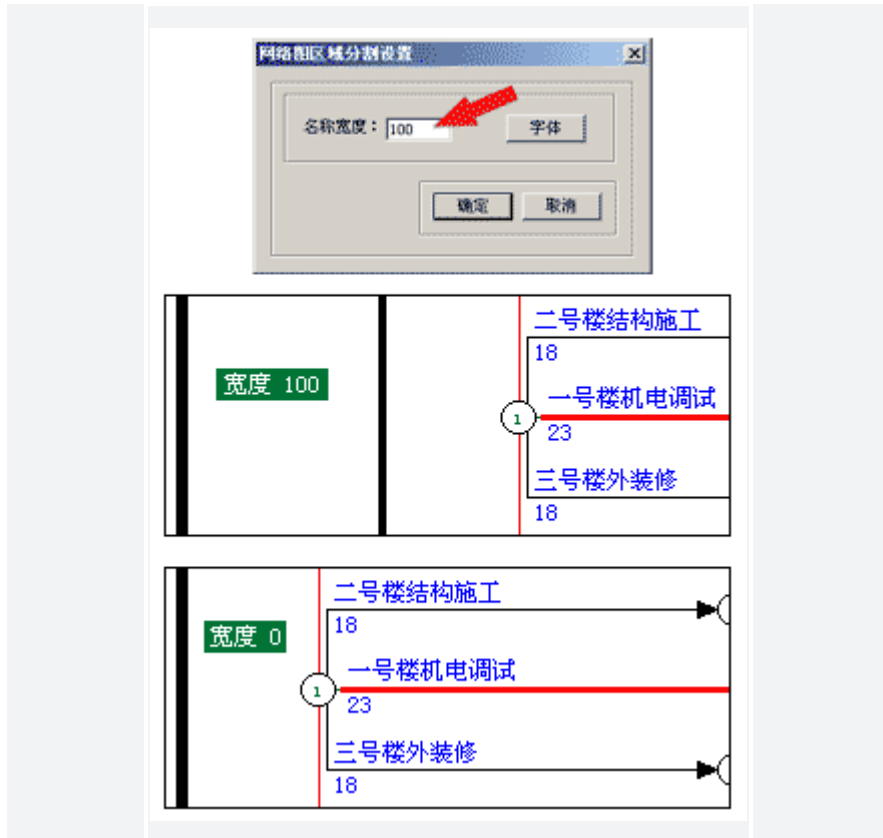 网络图区域分割设置
名称宽度： 100
字体
确定
取消
二号楼结构施工
18
宽度 100
一号楼机电调试
1
23
三号楼外装修
18
二号楼结构施工
18
宽度 0
一号楼机电调试
1
23
三号楼外装修
18